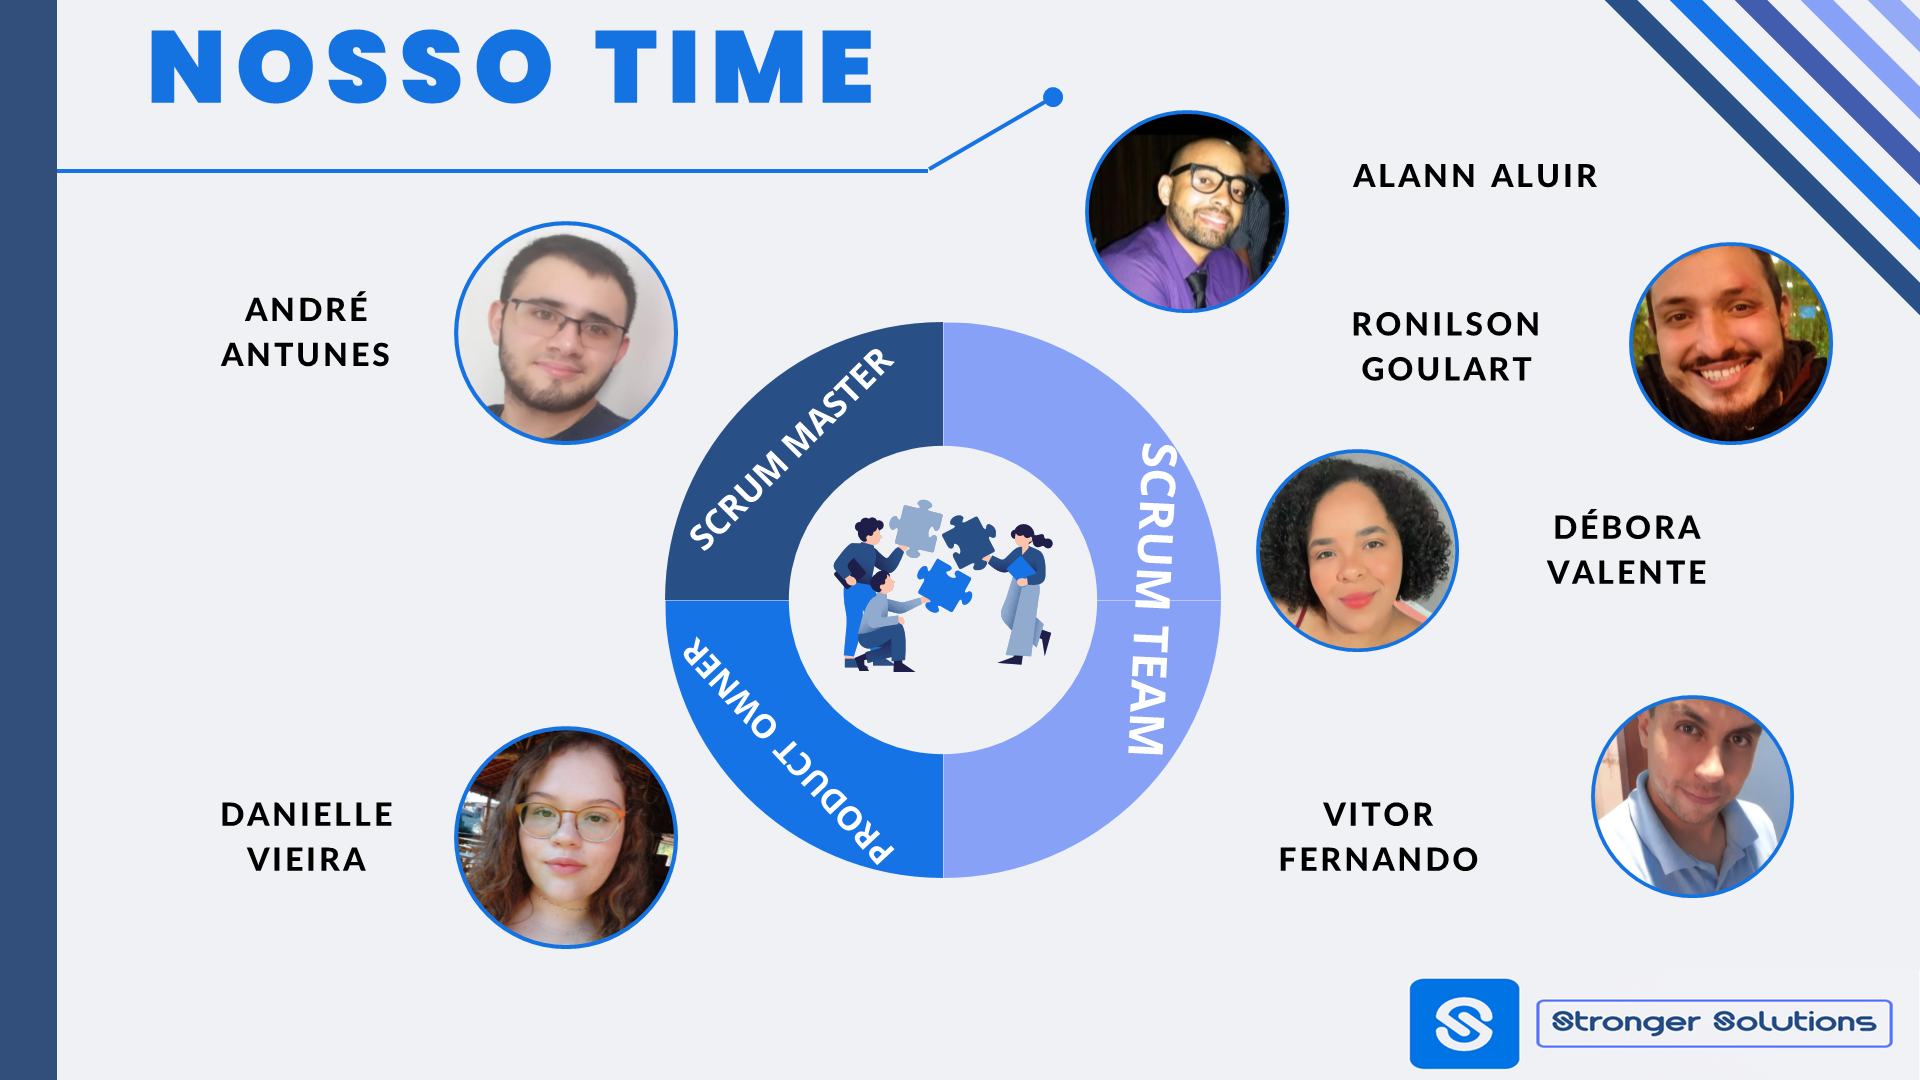 NOSSO TIME
ALANN ALUIR
ANDRÉ
ANTUNES
RONILSON
GOULART
SCRUM MASTER
SCRUM TEAM
DÉBORA
VALENTE
PRODUCT OWNER
DANIELLE
VIEIRA
VITOR
FERNANDO
S
Stronger Solutions